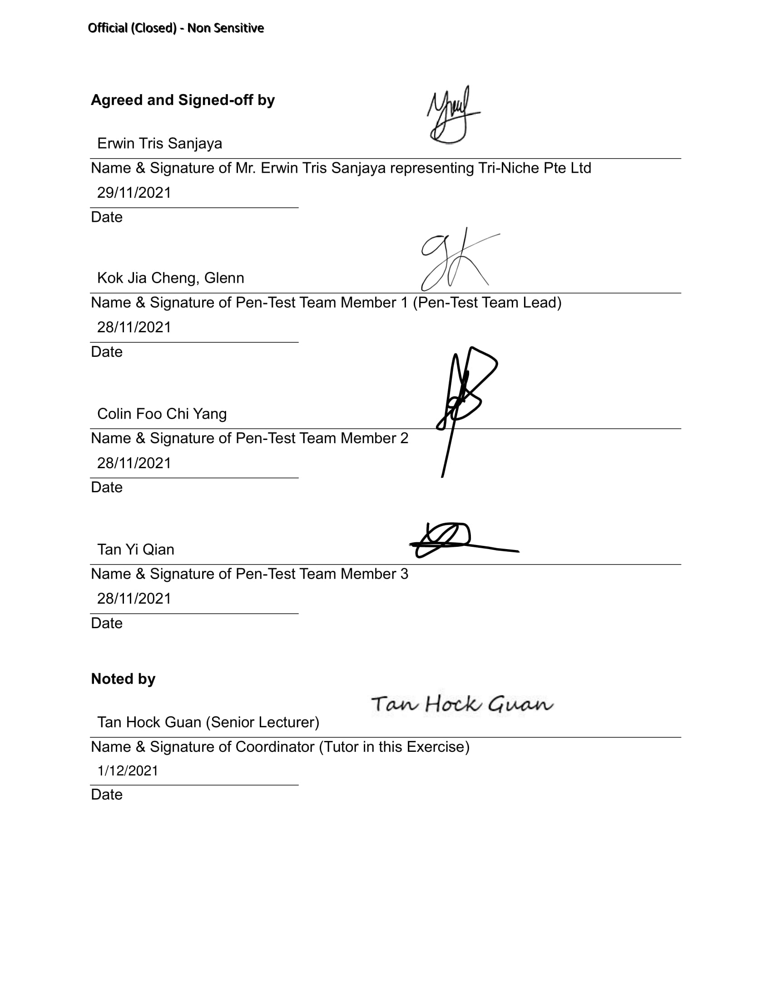 Official (Closed) - Non Sensitive
Agreed and Signed-off by
Erwin Tris Sanjaya
Name & Signature of Mr. Erwin Tris Sanjaya representing Tri-Niche Pte Ltd
29/11/2021
Date
Kok Jia Cheng, Glenn
Name & Signature of Pen-Test Team Member 1 (Pen-Test Team Lead)
28/11/2021
Date
Colin Foo Chi Yang
Name & Signature of Pen-Test Team Member 2
28/11/2021
Date
Tan Yi Qian
Name & Signature of Pen-Test Team Member 3
28/11/2021
Date
Noted by
Tan Hock Guan
Tan Hock Guan (Senior Lecturer)
Name & Signature of Coordinator (Tutor in this Exercise)
1/12/2021
Date